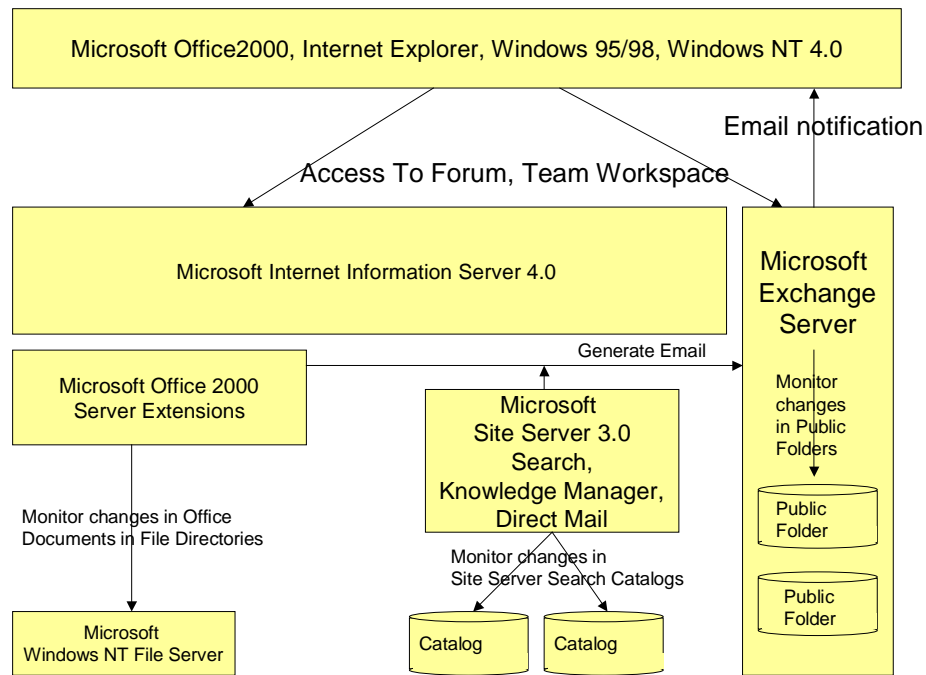 Microsoft Office2000, Internet Explorer, Windows 95/98, Windows NT 4.0
Email notification
Access To Forum, Team Workspace
Microsoft Internet Information Server 4.0
Microsoft
Exchange
Server
Generate Email
Microsoft Office 2000
Server Extensions
Microsoft
Site Server 3.0
Search,
Knowledge Manager,
Direct Mail
Monitor
changes
in Public
Folders
Monitor changes in Office
Documents in File Directories
Public
Folder
Monitor changes in
Site Server Search Catalogs
Public
Folder
Microsoft
Windows NT File Server
Catalog
Catalog